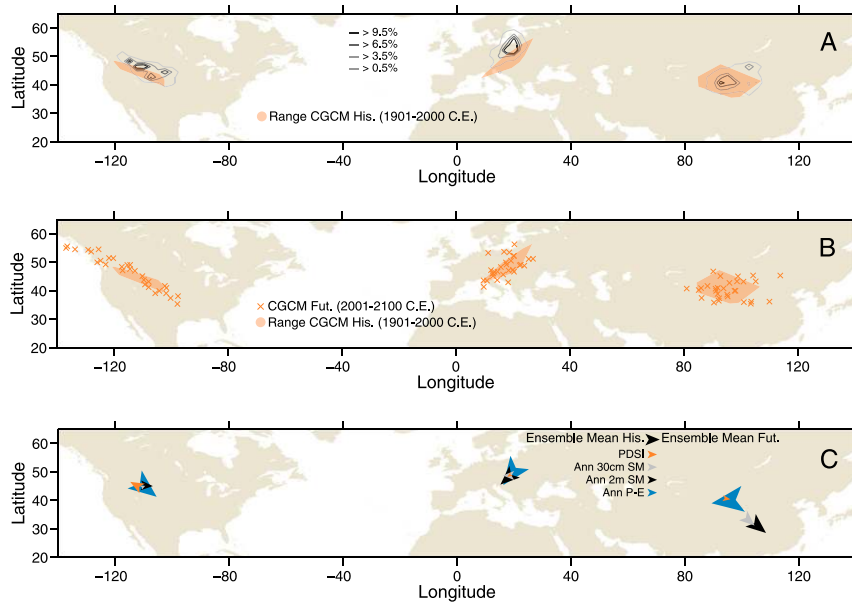 60
50
40
30
20
Latitude
> 9.5%
> 6.5%
> 3.5%
> 0.5%
A
Range CGCM His. (1901-2000 C.E.)
−120 −80 −40 0 40 80 120
Longitude
60
50
40
30
20
Latitude
B
CGCM Fut. (2001-2100 C.E.)
Range CGCM His. (1901-2000 C.E.)
−120 −80 −40 0 40 80 120
Longitude
60
50
40
30
20
Latitude
Ensemble Mean His. Ensemble Mean Fut.
C
PDSI
Ann 30cm SM
Ann 2m SM
Ann P-E
−120 −80 −40 0 40 80 120
Longitude